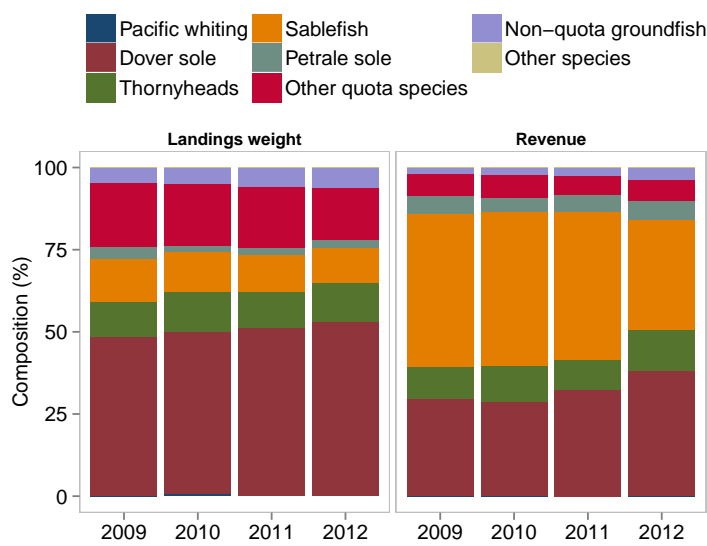 Pacific whiting Sablefish Non−quota groundfish
Dover sole Petrale sole Other species
Thornyheads Other quota species
Landings weight Revenue
Composition (%)
100
75
50
25
0
2009 2010 2011 2012 2009 2010 2011 2012